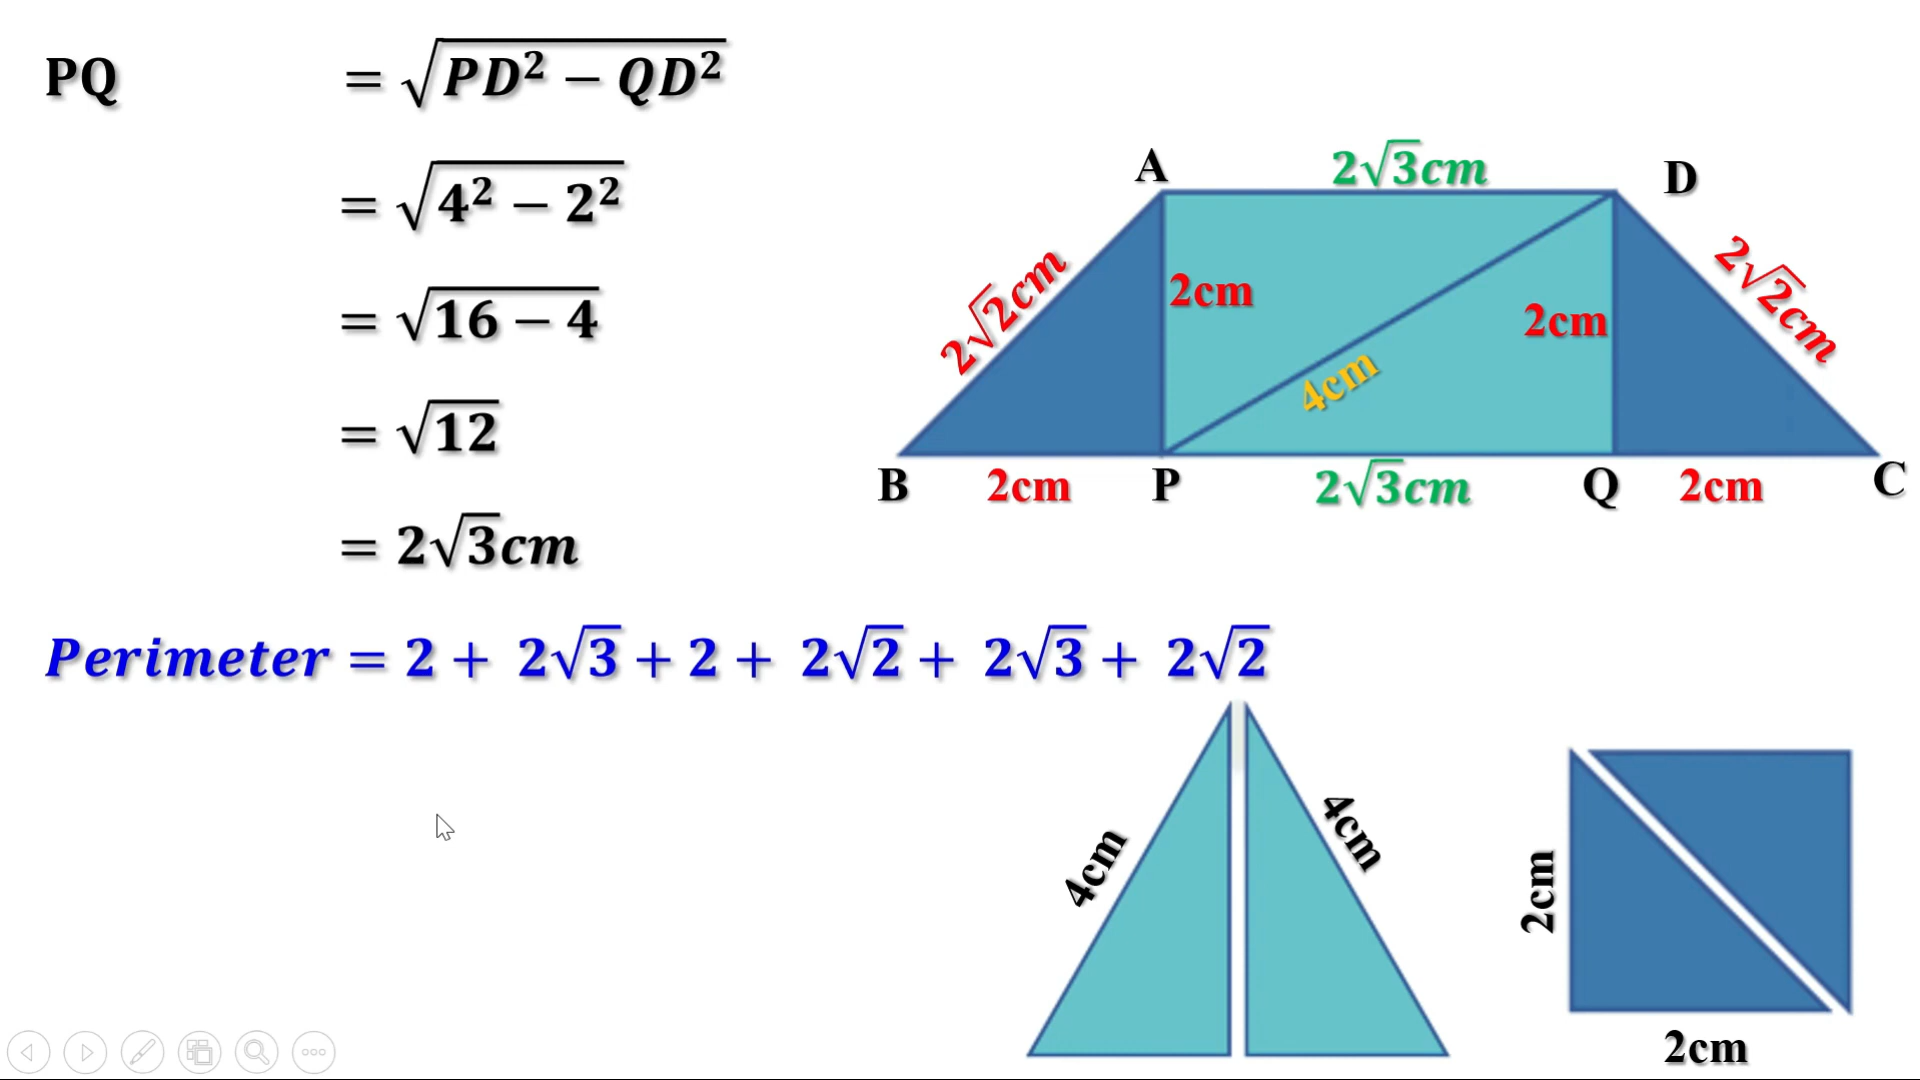 PQ = √(PD² − QD²)
= √(4² − 2²)
= √(16 − 4)
= √12
= 2√3cm
A 2√3cm D
2√2cm 2cm 4cm 2cm 2√2cm
B 2cm P 2√3cm Q 2cm C
Perimeter = 2 + 2√3 + 2 + 2√2 + 2√3 + 2√2
4cm 4cm 2cm
2cm